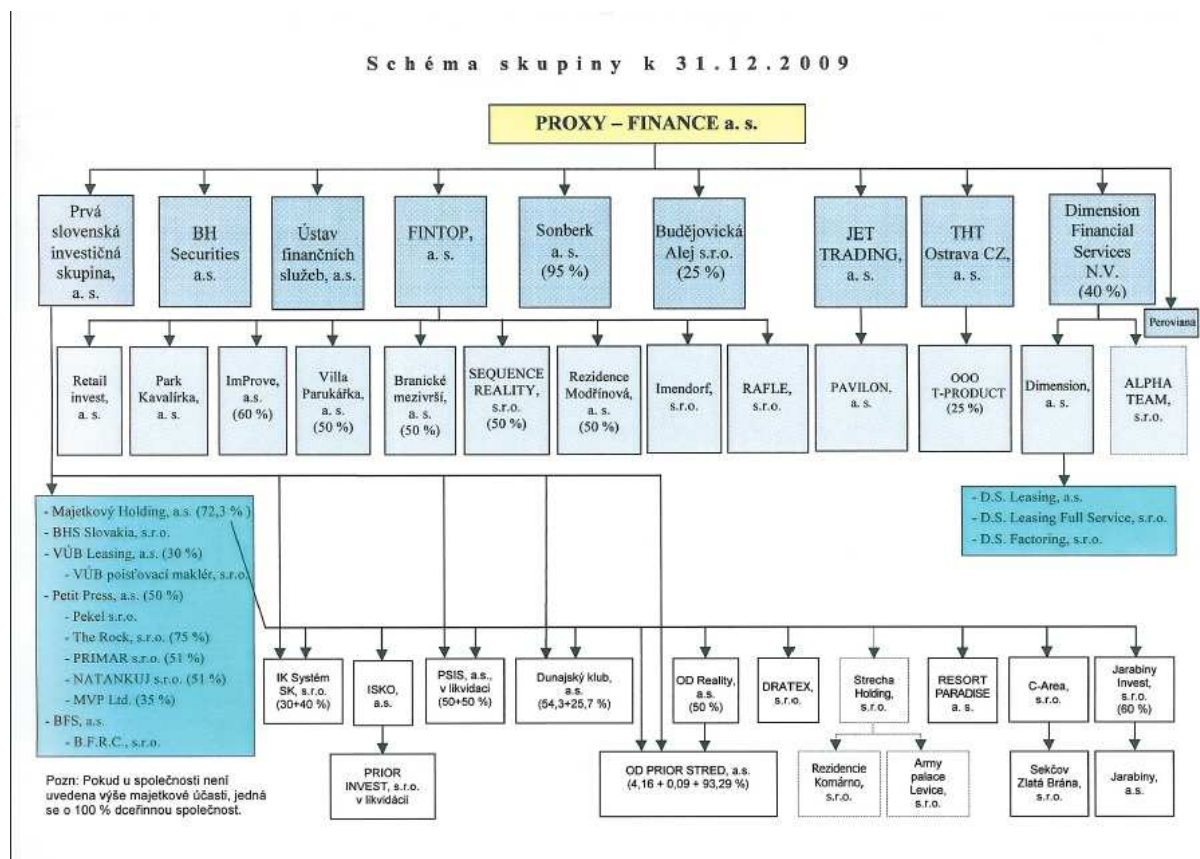 Schéma skupiny k 31.12.2009
PROXY – FINANCE a. s.
Prvá
slovenská
investičná
skupina,
a. s.
BH
Securities
a.s.
Ústav
finančních
služeb, a.s.
FINTOP,
a. s.
Sonberk
a. s.
(95 %)
Budějovická
Alej s.r.o.
(25 %)
JET
TRADING,
a. s.
THT
Ostrava CZ,
a. s.
Dimension
Financial
Services
N.V.
(40 %)
Peroviana
Retail
invest,
a. s.
Park
Kavalírka,
a. s.
ImProve,
a. s.
(60 %)
Villa
Parukářka,
a. s.
(50 %)
Branické
mezivrší,
a. s.
(50 %)
SEQUENCE
REALITY,
s.r.o.
(50 %)
Rezidence
Modřínová,
a. s.
(50 %)
Imendorf,
s.r.o.
RAFLE,
s.r.o.
PAVILON,
a. s.
OOO
T-PRODUCT
(25 %)
Dimension,
a. s.
ALPHA
TEAM,
s.r.o.
- Majetkový Holding, a.s. (72,3 % )
- BHS Slovakia, s.r.o.
- VÚB Leasing, a.s. (30 %)
- VÚB poisťovací maklér, s.r.o.
- Petit Press, a.s. (50 %)
- Pekel s.r.o.
- The Rock, s.r.o. (75 %)
- PRIMAR s.r.o. (51 %)
- NATANKUJ s.r.o. (51 %)
- MVP Ltd. (35 %)
- BFS, a.s.
- B.F.R.C., s.r.o.
- D.S. Leasing, a.s.
- D.S. Leasing Full Service, s.r.o.
- D.S. Factoring, s.r.o.
IK Systém
SK, s.r.o.
(30+40 %)
ISKO,
a.s.
PSIS, a.s.,
v likvidaci
(50+50 %)
Dunajský klub,
a.s.
(54,3+25,7 %)
OD Reality,
a.s.
(50 %)
DRATEX,
s.r.o.
Strecha
Holding,
s.r.o.
RESORT
PARADISE
a. s.
C-Area,
s.r.o.
Jarabiny
Invest,
s.r.o.
(60 %)
PRIOR
INVEST, s.r.o.
v likvidácií
OD PRIOR STRED, a.s.
(4,16 + 0,09 + 93,29 %)
Rezidencie
Komárno,
s.r.o.
Army
palace
Levice,
s.r.o.
Sekčov
Zlatá Brána,
s.r.o.
Jarabiny,
a.s.
Pozn: Pokud u společnosti není
uvedena výše majetkové účasti, jedná
se o 100 % dceřinnou společnost.